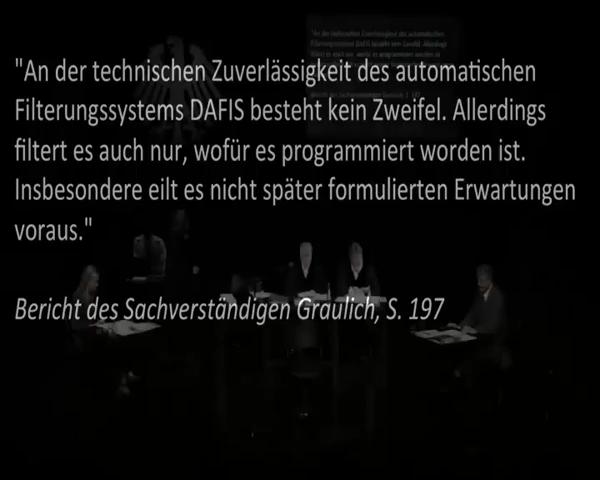 "An der technischen Zuverlässigkeit des automatischen
Filterungssystems DAFIS besteht kein Zweifel. Allerdings
filtert es auch nur, wofür es programmiert worden ist.
Insbesondere eilt es nicht später formulierten Erwartungen
voraus."
Bericht des Sachverständigen Graulich, S. 197